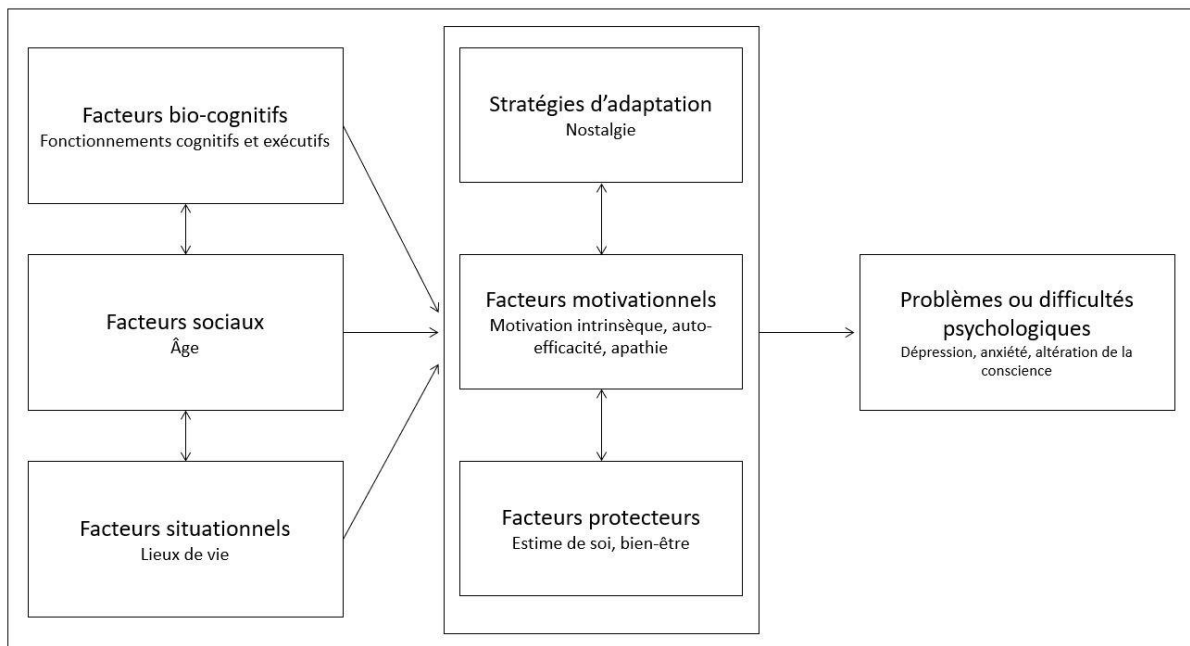 Facteurs bio-cognitifs
Fonctionnements cognitifs et exécutifs
Facteurs sociaux
Âge
Facteurs situationnels
Lieux de vie
Stratégies d’adaptation
Nostalgie
Facteurs motivationnels
Motivation intrinsèque, auto-
efficacité, apathie
Facteurs protecteurs
Estime de soi, bien-être
Problèmes ou difficultés
psychologiques
Dépression, anxiété, altération de la
conscience